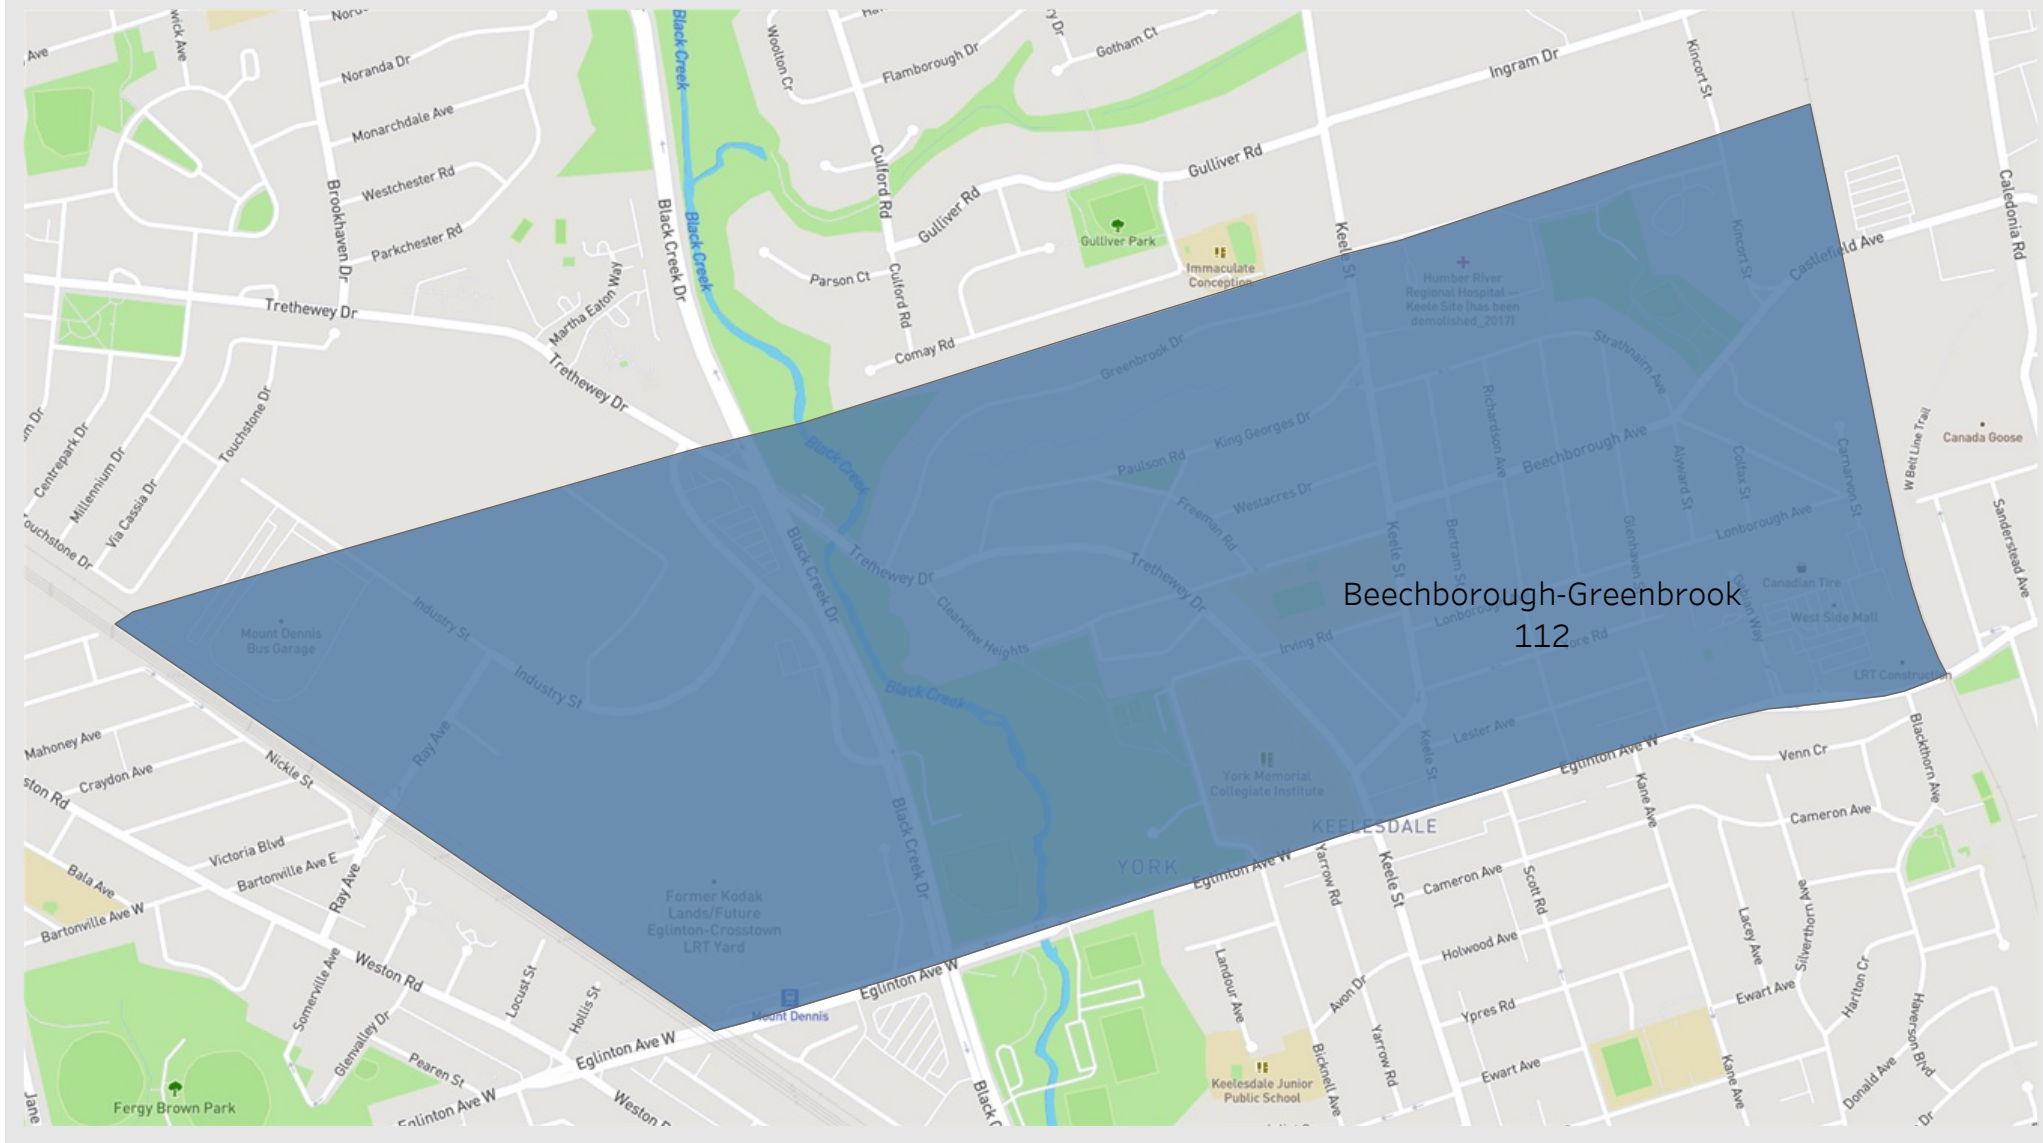 Black Creek
Noranda Dr
Monarchdale Ave
Westchester Rd
Parkchester Rd
Brookhaven Dr
Woolton Cr
Flamborough Dr
Gotham Ct
Ingram Dr
Kincort St
Culford Rd
Gulliver Rd
Gulliver Rd
Gulliver Park
Immaculate
Conception
Keele St
Caledonia Rd
Castlefield Ave
Kincort St
Humber River
Regional Hospital —
Keele Site (has been
demolished_2017)
Black Creek Dr
Black Creek
Parson Ct
Culford Rd
Comay Rd
Trethewey Dr
Martha Eaton Way
Trethewey Dr
Touchstone Dr
Centrepark Dr
Millennium Dr
Via Cassia Dr
Touchstone Dr
Greenbrook Dr
Strathnairn Ave
Richardson Ave
King Georges Dr
Paulson Rd
Westacres Dr
Freeman Rd
Beechborough Ave
Alyward St
Colfax St
Carnarvon St
W Belt Line Trail
Canada Goose
Sanderstead Ave
Black Creek
Black Creek Dr
Trethewey Dr
Trethewey Dr
Clearview Heights
Keele St
Bertram St
Glenhaven S
Lonborough Ave
Canadian Tire
West Side Mall
Beechborough-Greenbrook
112
Irving Rd
LRT Construction
Mount Dennis
Bus Garage
Industry St
Industry St
Ray Ave
Black Creek
Lester Ave
Keele St
York Memorial
Collegiate Institute
KEELESDALE
YORK
Eglinton Ave W
Eglinton Ave W
Venn Cr
Blackthorn Ave
Kane Ave
Cameron Ave
Mahoney Ave
Craydon Ave
Nickle St
ston Rd
Victoria Blvd
Bartonville Ave E
Bala Ave
Bartonville Ave W
Ray Ave
Black Creek Dr
Former Kodak
Lands/Future
Eglinton-Crosstown
LRT Yard
Mount Dennis
Eglinton Ave W
Yarrow Rd
Keele St
Cameron Ave
Scott Rd
Holwood Ave
Lacey Ave
Silverthorn Ave
Harlton Cr
Haverson Blvd
Ewart Ave
Weston Rd
Somerville Ave
Locust St
Hollis St
Glenvalley Dr
Pearen St
Eglinton Ave W
Eglinton Ave W
Landour Ave
Avon Dr
Ypres Rd
Yarrow Rd
Bicknell Ave
Ewart Ave
Kane Ave
Donald Ave
Keelesdale Junior
Public School
Fergy Brown Park
Jane